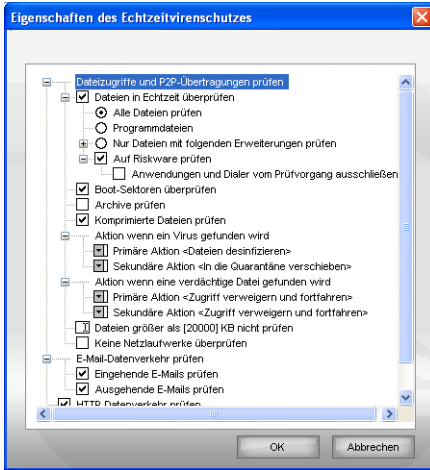 Eigenschaften des Echtzeitvirenschutzes
Dateizugriffe und P2P-Übertragungen prüfen
Dateien in Echtzeit überprüfen
Alle Dateien prüfen
Programmdateien
Nur Dateien mit folgenden Erweiterungen prüfen
Auf Riskware prüfen
Anwendungen und Dialer vom Prüfvorgang ausschließen
Boot-Sektoren überprüfen
Archive prüfen
Komprimierte Dateien prüfen
Aktion wenn ein Virus gefunden wird
Primäre Aktion <Dateien desinfizieren>
Sekundäre Aktion <In die Quarantäne verschieben>
Aktion wenn eine verdächtige Datei gefunden wird
Primäre Aktion <Zugriff verweigern und fortfahren>
Sekundäre Aktion <Zugriff verweigern und fortfahren>
Dateien größer als [20000] KB nicht prüfen
Keine Netzlaufwerke überprüfen
E-Mail-Datenverkehr prüfen
Eingehende E-Mails prüfen
Ausgehende E-Mails prüfen
HTTP Datenverkehr prüfen
OK
Abbrechen